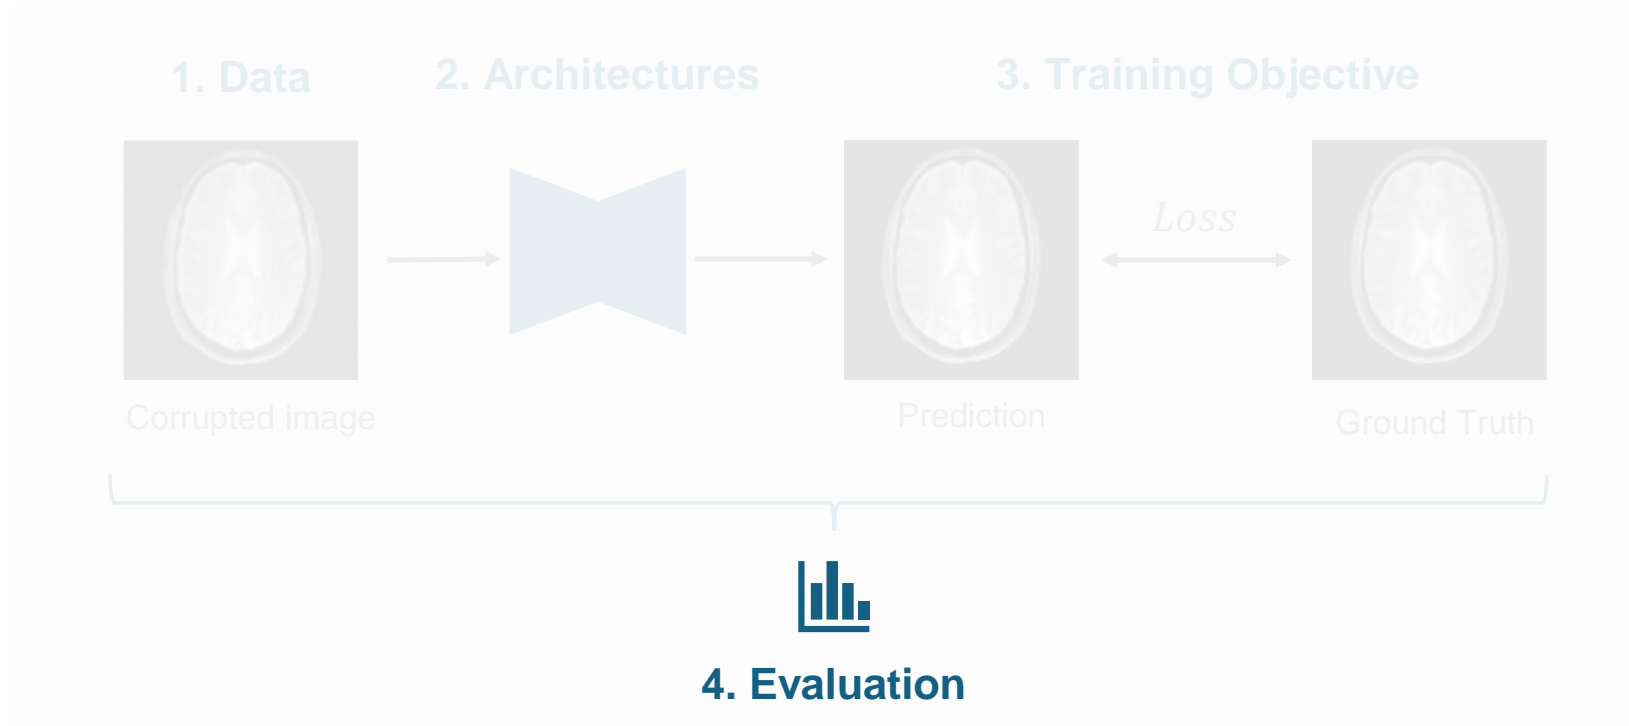 1. Data
2. Architectures
3. Training Objective
Loss
Corrupted image
Prediction
Ground Truth
4. Evaluation